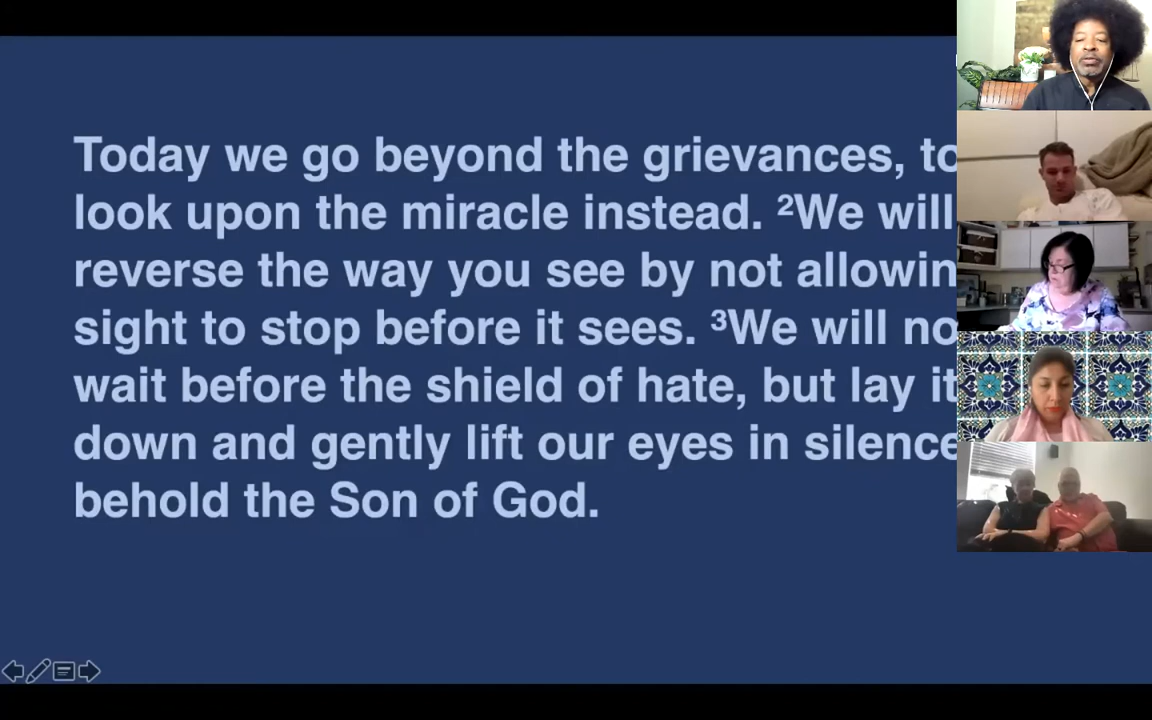 Today we go beyond the grievances, to
look upon the miracle instead. ²We will
reverse the way you see by not allowin
sight to stop before it sees. ³We will no
wait before the shield of hate, but lay it
down and gently lift our eyes in silence
behold the Son of God.